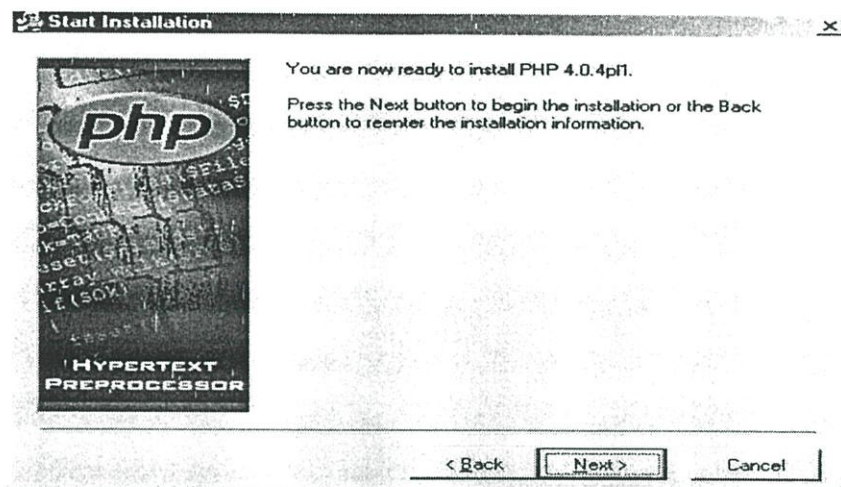 Start Installation
You are now ready to install PHP 4.0.4pl1.
Press the Next button to begin the installation or the Back
button to reenter the installation information.
php
HYPERTEXT
PREPROCESSOR
< Back
Next >
Cancel